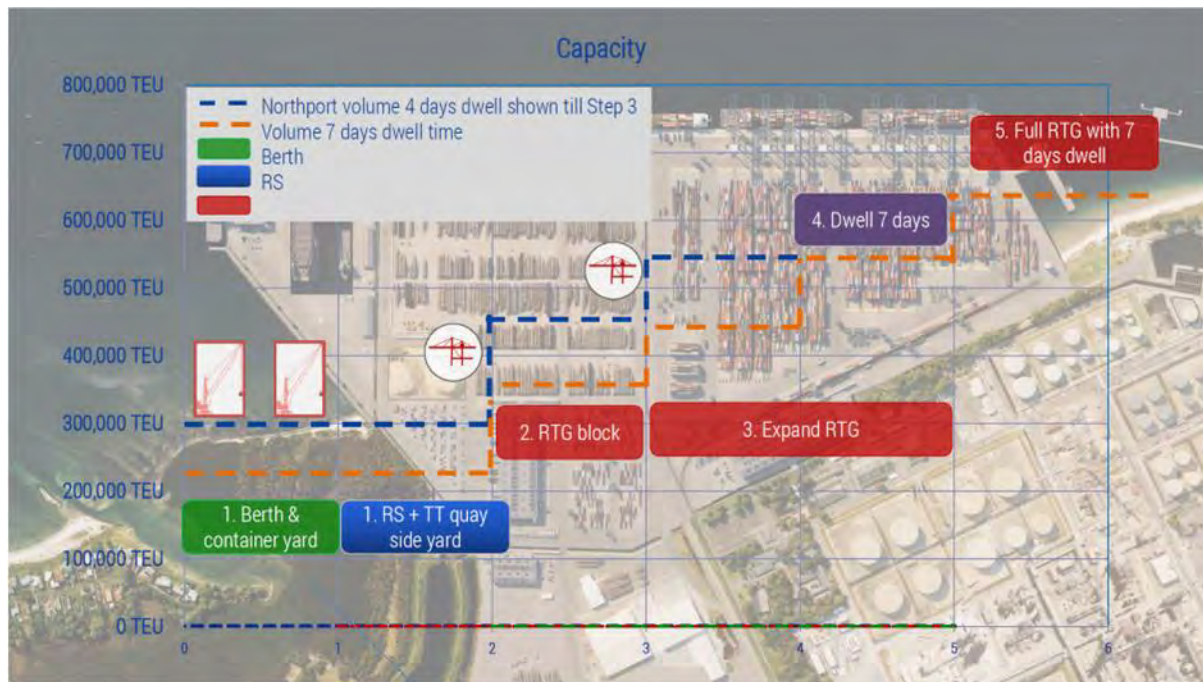 Capacity
800,000 TEU
700,000 TEU
600,000 TEU
500,000 TEU
400,000 TEU
300,000 TEU
200,000 TEU
100,000 TEU
0 TEU
Northport volume 4 days dwell shown till Step 3
Volume 7 days dwell time
Berth
RS
5. Full RTG with 7
days dwell
4. Dwell 7 days
2. RTG block
3. Expand RTG
1. Berth &
container yard
1. RS + TT quay
side yard
0 1 2 3 4 5 6